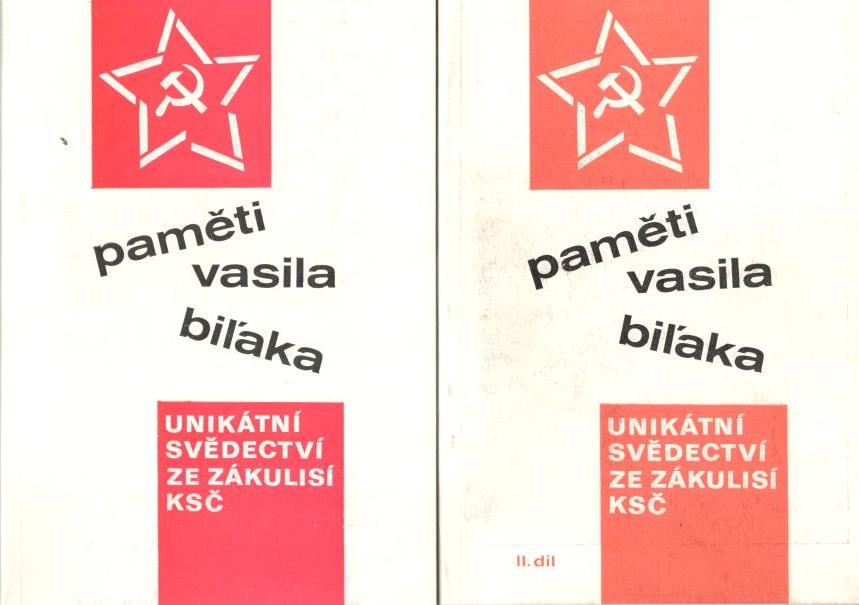 paměti
vasila
biľaka
UNIKÁTNÍ
SVĚDECTVÍ
ZE ZÁKULISÍ
KSČ
paměti
vasila
biľaka
UNIKÁTNÍ
SVĚDECTVÍ
ZE ZÁKULISÍ
KSČ
II. díl